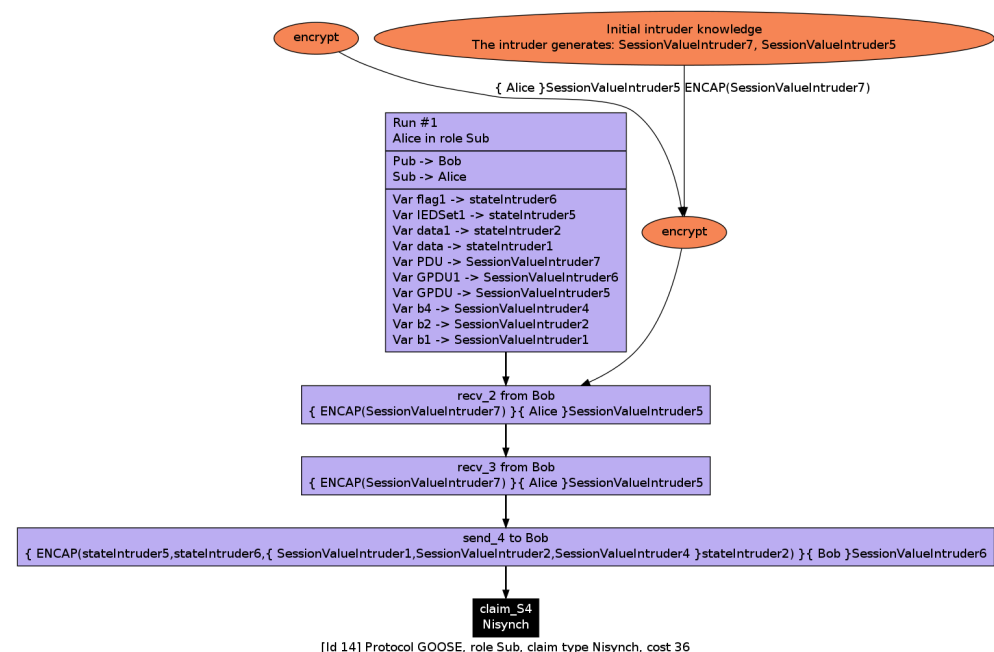 encrypt
Initial intruder knowledge
The intruder generates: SessionValueIntruder7, SessionValueIntruder5
{ Alice }SessionValueIntruder5
ENCAP(SessionValueIntruder7)
Run #1
Alice in role Sub
Pub -> Bob
Sub -> Alice
Var flag1 -> stateIntruder6
Var IEDSet1 -> stateIntruder5
Var data1 -> stateIntruder2
Var data -> stateIntruder1
Var PDU -> SessionValueIntruder7
Var GPDU1 -> SessionValueIntruder6
Var GPDU -> SessionValueIntruder5
Var b4 -> SessionValueIntruder4
Var b2 -> SessionValueIntruder2
Var b1 -> SessionValueIntruder1
encrypt
recv_2 from Bob
{ ENCAP(SessionValueIntruder7) }{ Alice }SessionValueIntruder5
recv_3 from Bob
{ ENCAP(SessionValueIntruder7) }{ Alice }SessionValueIntruder5
send_4 to Bob
{ ENCAP(stateIntruder5,stateIntruder6,{ SessionValueIntruder1,SessionValueIntruder2,SessionValueIntruder4 }stateIntruder2) }{ Bob }SessionValueIntruder6
claim_S4
Nisynch
[Id 14] Protocol GOOSE, role Sub, claim type Nisynch, cost 36